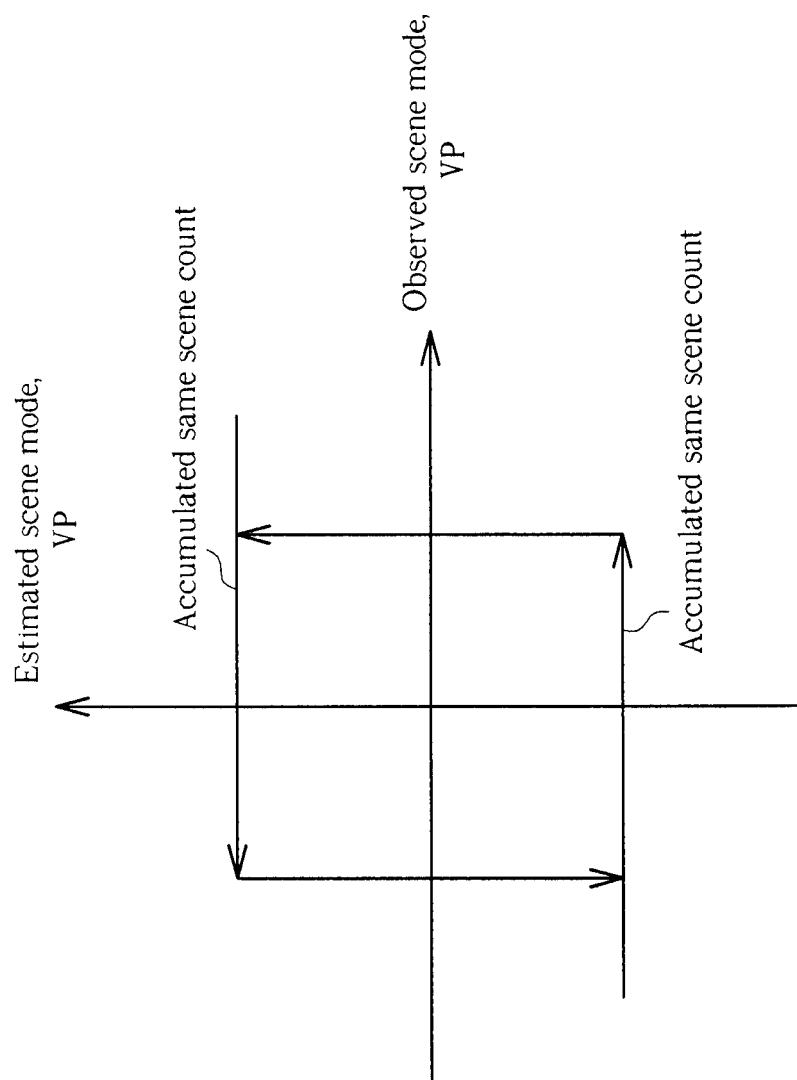 Estimated scene mode,
VP
Accumulated same scene count
Observed scene mode,
VP
Accumulated same scene count